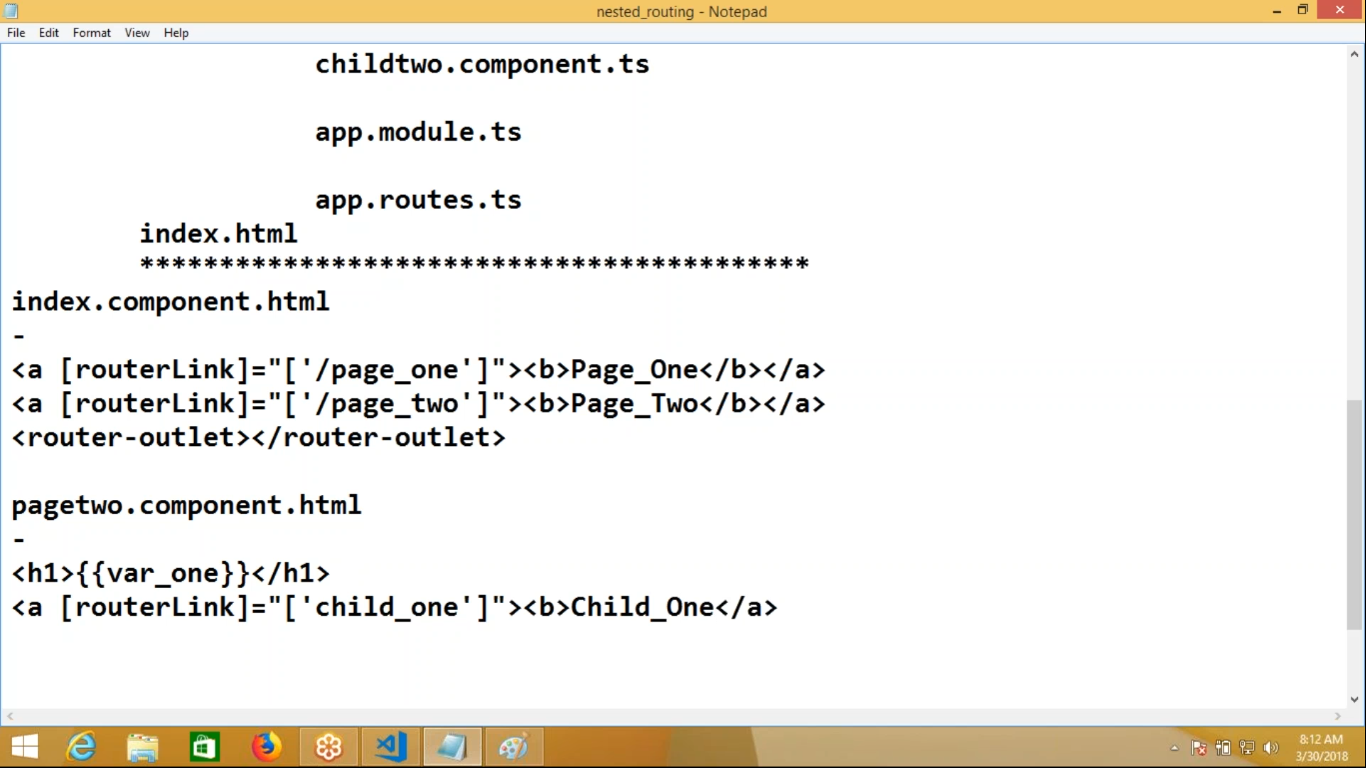 nested_routing - Notepad
File Edit Format View Help
childtwo.component.ts
app.module.ts
app.routes.ts
index.html
******************************************
index.component.html
-
<a [routerLink]="['/page_one']"><b>Page_One</b></a>
<a [routerLink]="['/page_two']"><b>Page_Two</b></a>
<router-outlet></router-outlet>
pagetwo.component.html
-
<h1>{{var_one}}</h1>
<a [routerLink]="['child_one']"><b>Child_One</a>
8:12 AM
3/30/2018